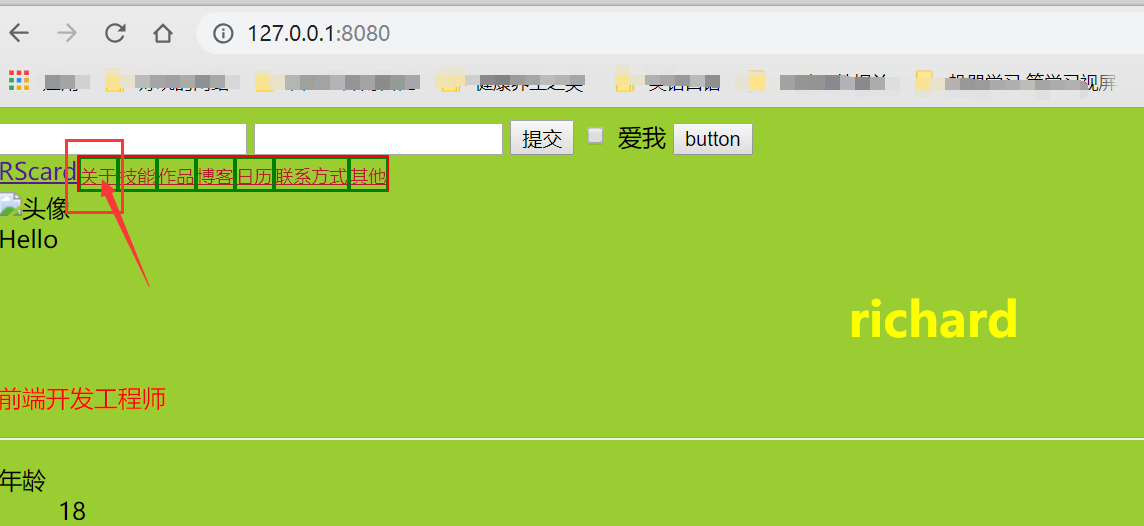 127.0.0.1:8080
提交 爱我 button
RScard 关于 技能 作品 博客 日历 联系方式 其他
头像
Hello
richard
前端开发工程师
年龄
18